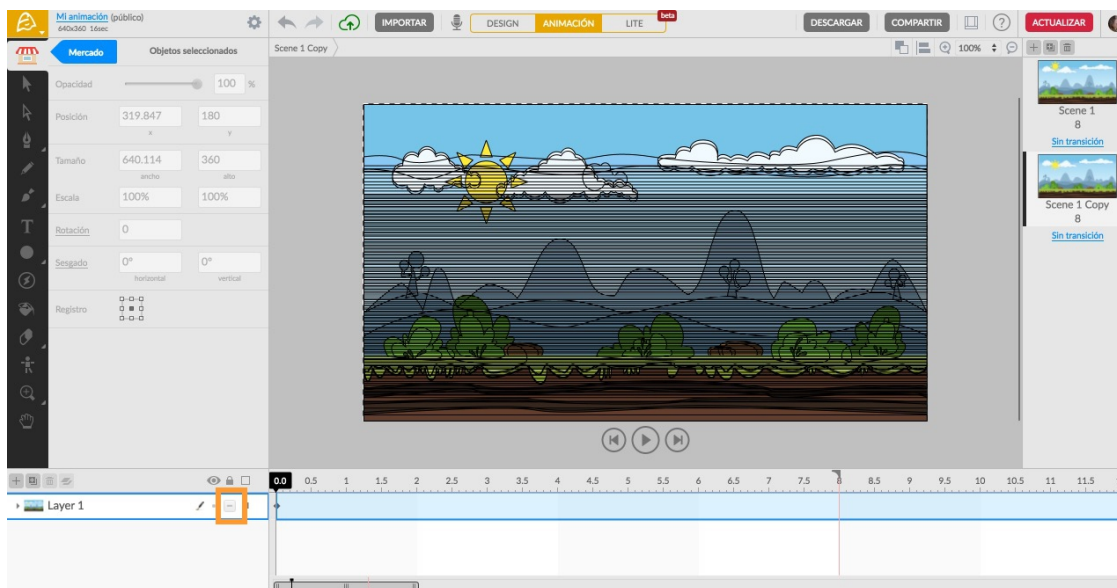 Mi animación (público)
640x360 16sec
IMPORTAR
DESIGN ANIMACIÓN LITE beta
DESCARGAR COMPARTIR ? ACTUALIZAR
Mercado Objetos seleccionados
Scene 1 Copy
100%
Opacidad 100 %
Posición 319.847 180
x y
Tamaño 640.114 360
ancho alto
Escala 100% 100%
Rotación 0
Sesgado 0° 0°
horizontal vertical
Registro
T
Scene 1
8
Sin transición
Scene 1 Copy
8
Sin transición
0.0 0.5 1 1.5 2 2.5 3 3.5 4 4.5 5 5.5 6 6.5 7 7.5 8 8.5 9 9.5 10 10.5 11 11.5
Layer 1